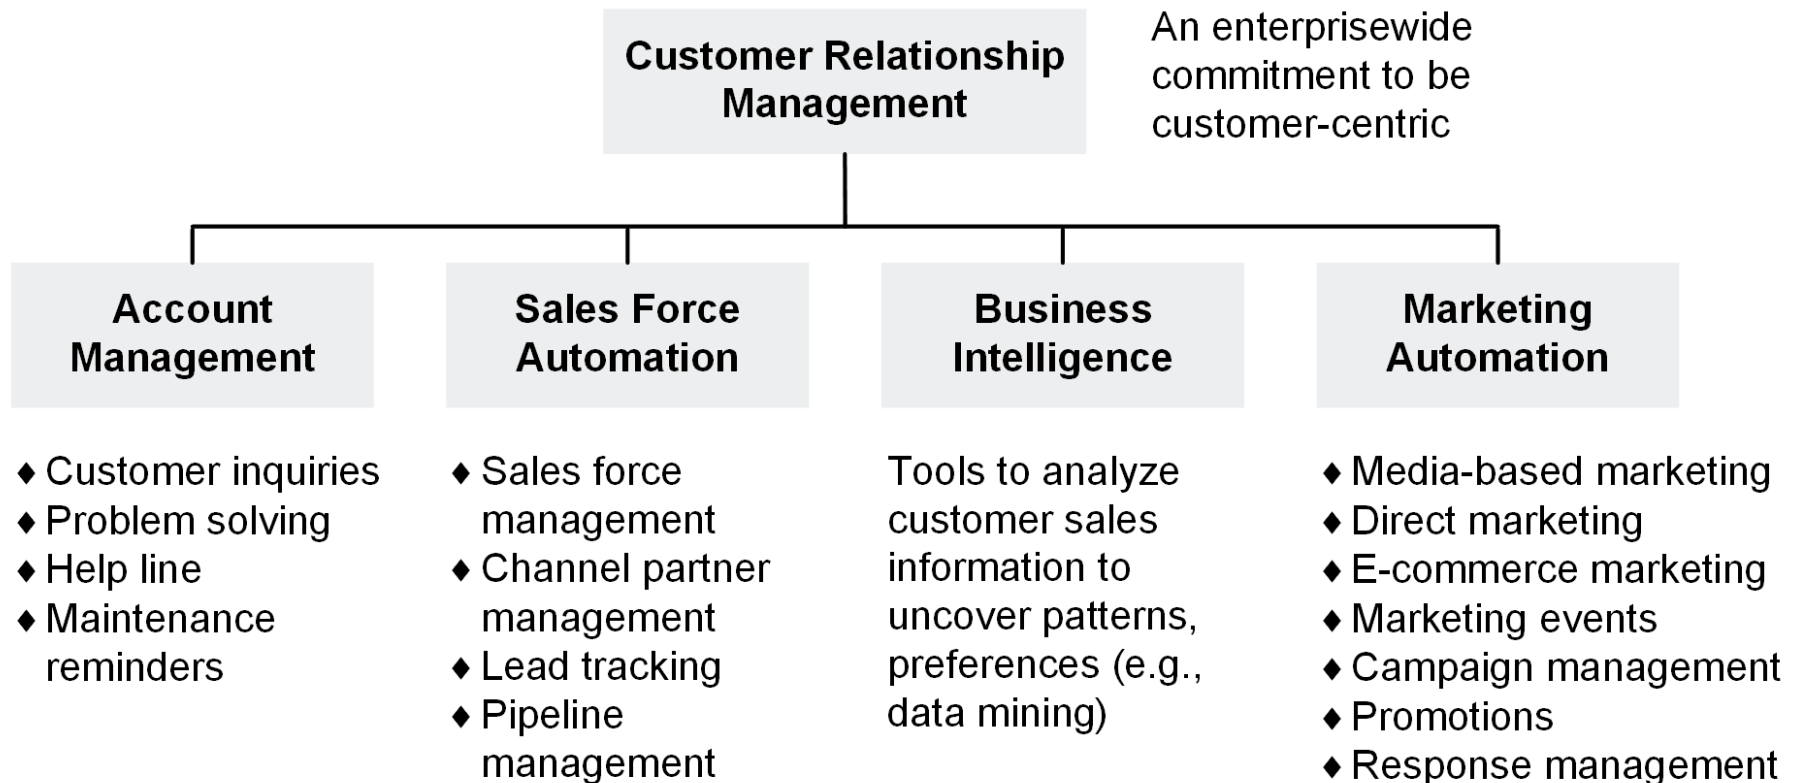 Customer Relationship
Management
An enterprisewide
commitment to be
customer-centric
Account
Management
♦ Customer inquiries
♦ Problem solving
♦ Help line
♦ Maintenance
reminders
Sales Force
Automation
♦ Sales force
management
♦ Channel partner
management
♦ Lead tracking
♦ Pipeline
management
Business
Intelligence
Tools to analyze
customer sales
information to
uncover patterns,
preferences (e.g.,
data mining)
Marketing
Automation
♦ Media-based marketing
♦ Direct marketing
♦ E-commerce marketing
♦ Marketing events
♦ Campaign management
♦ Promotions
♦ Response management